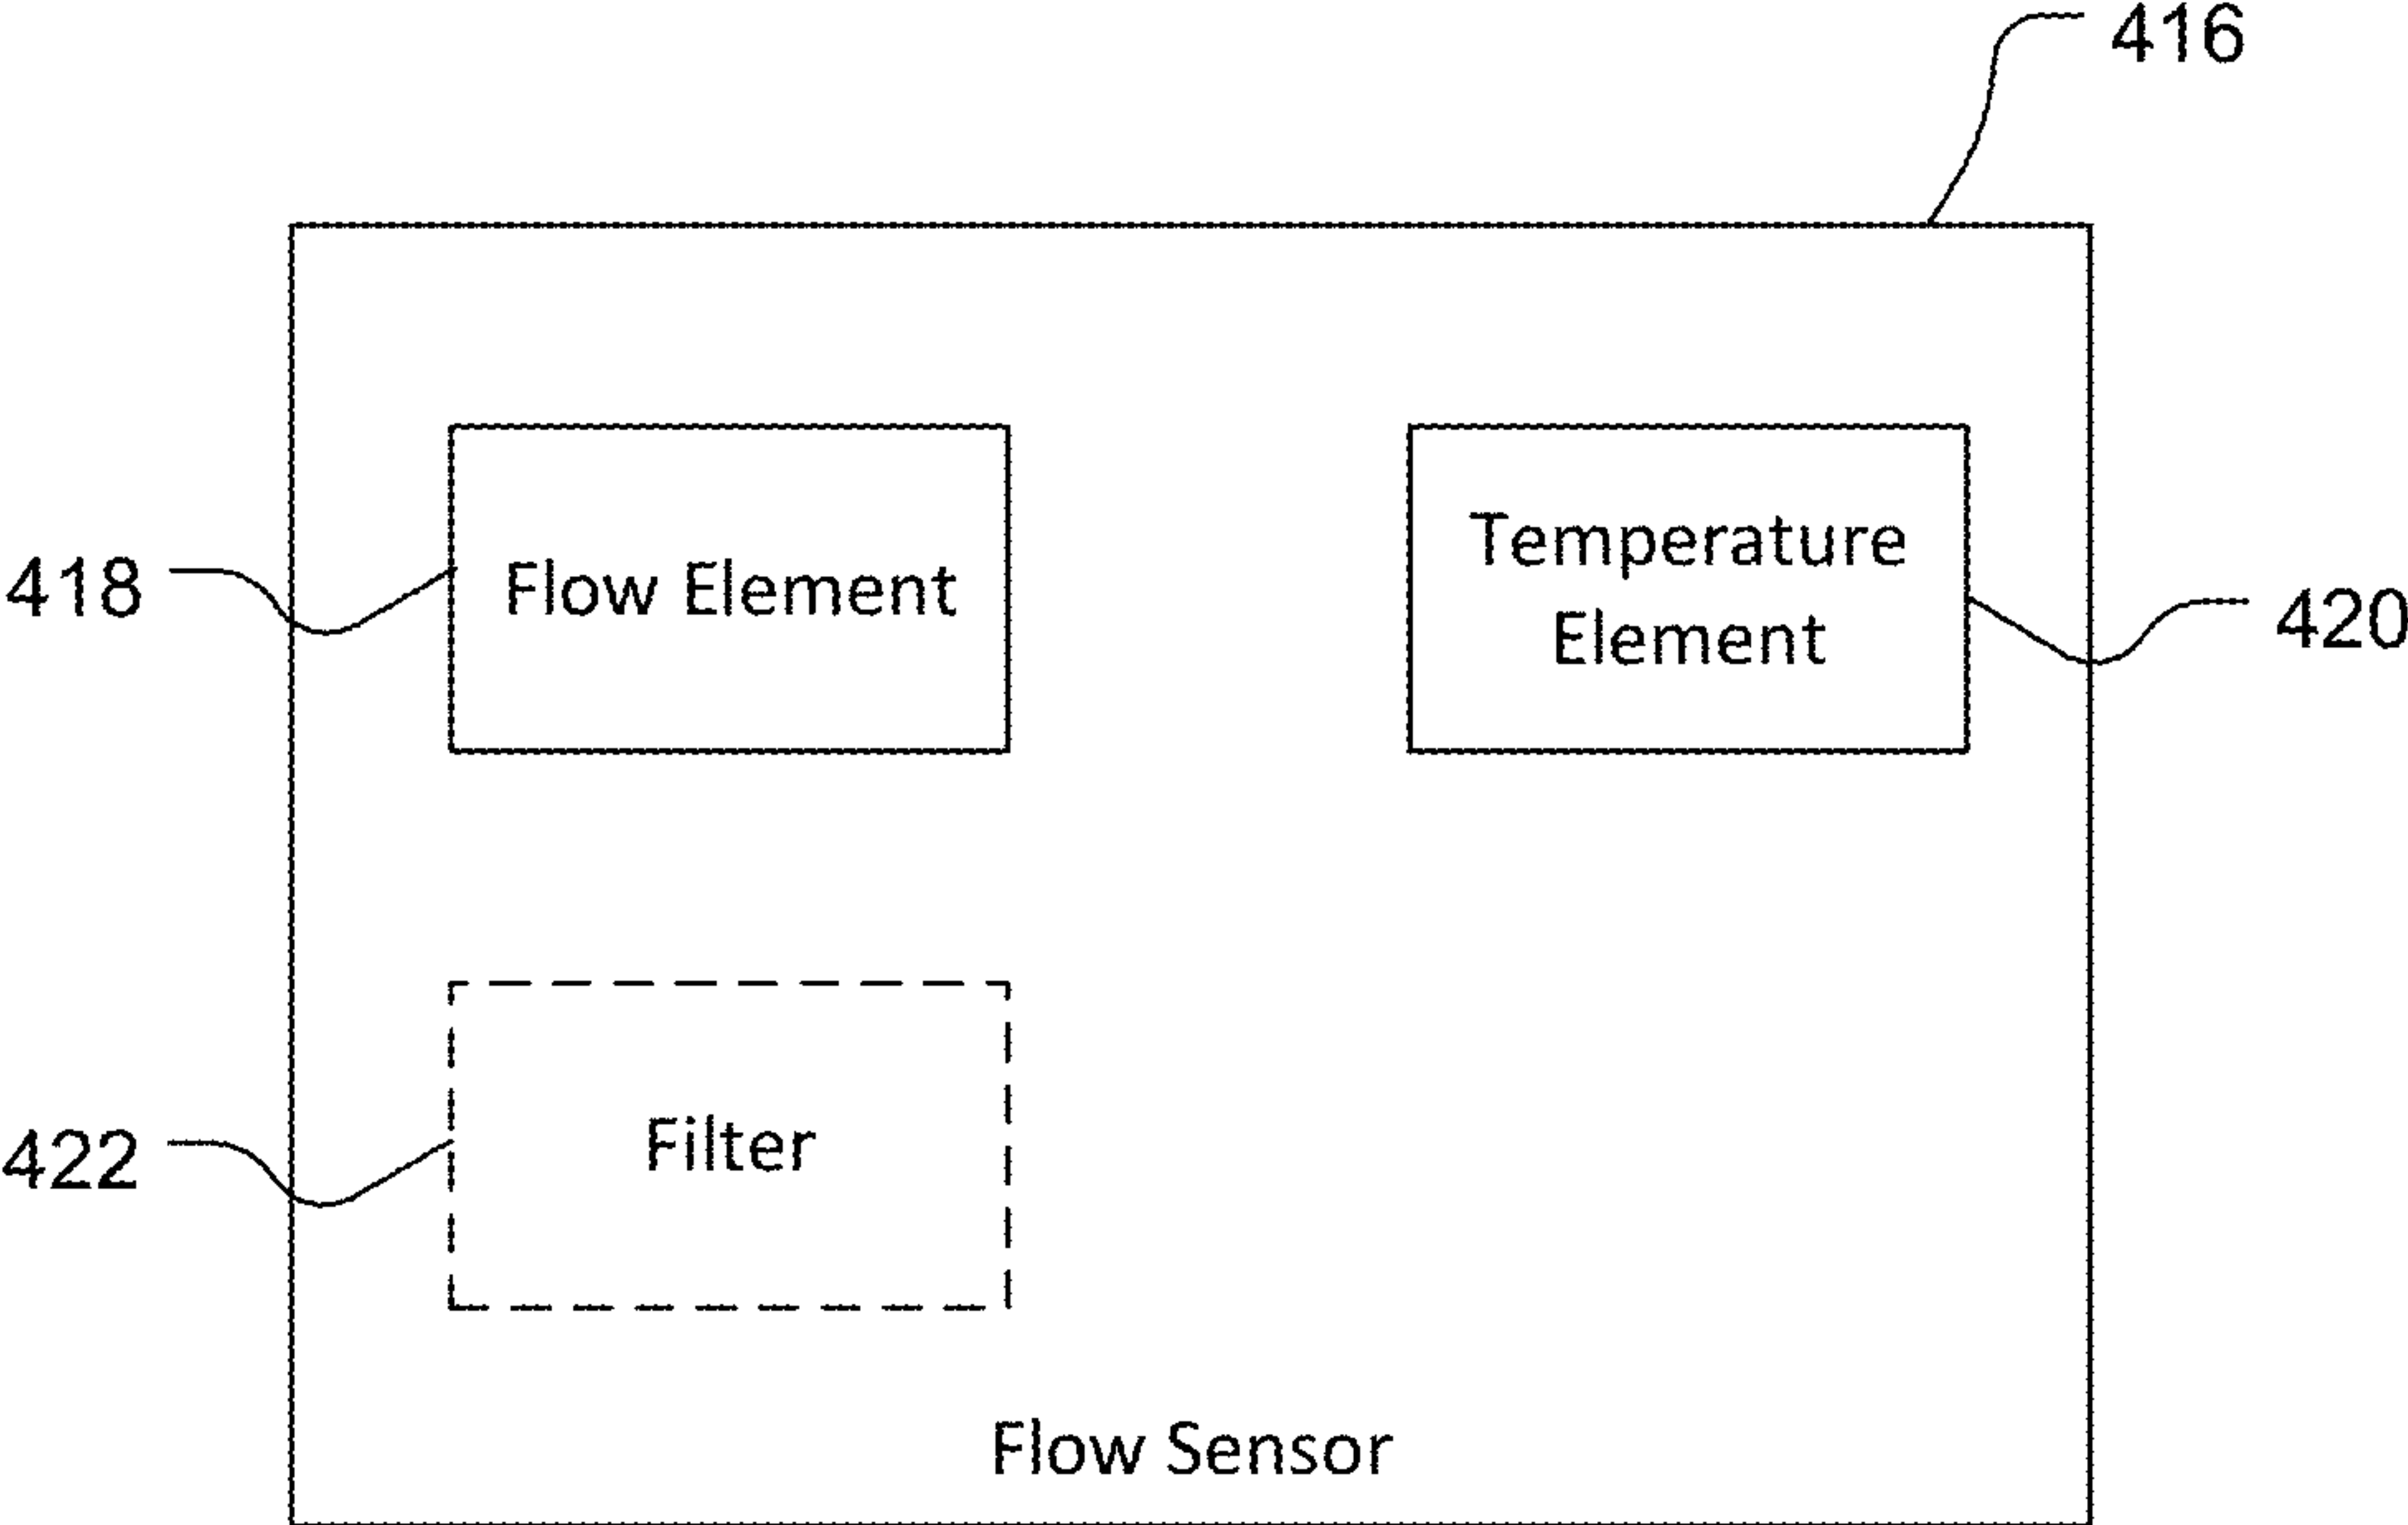 416
418
Flow Element
Temperature
Element
420
422
Filter
Flow Sensor